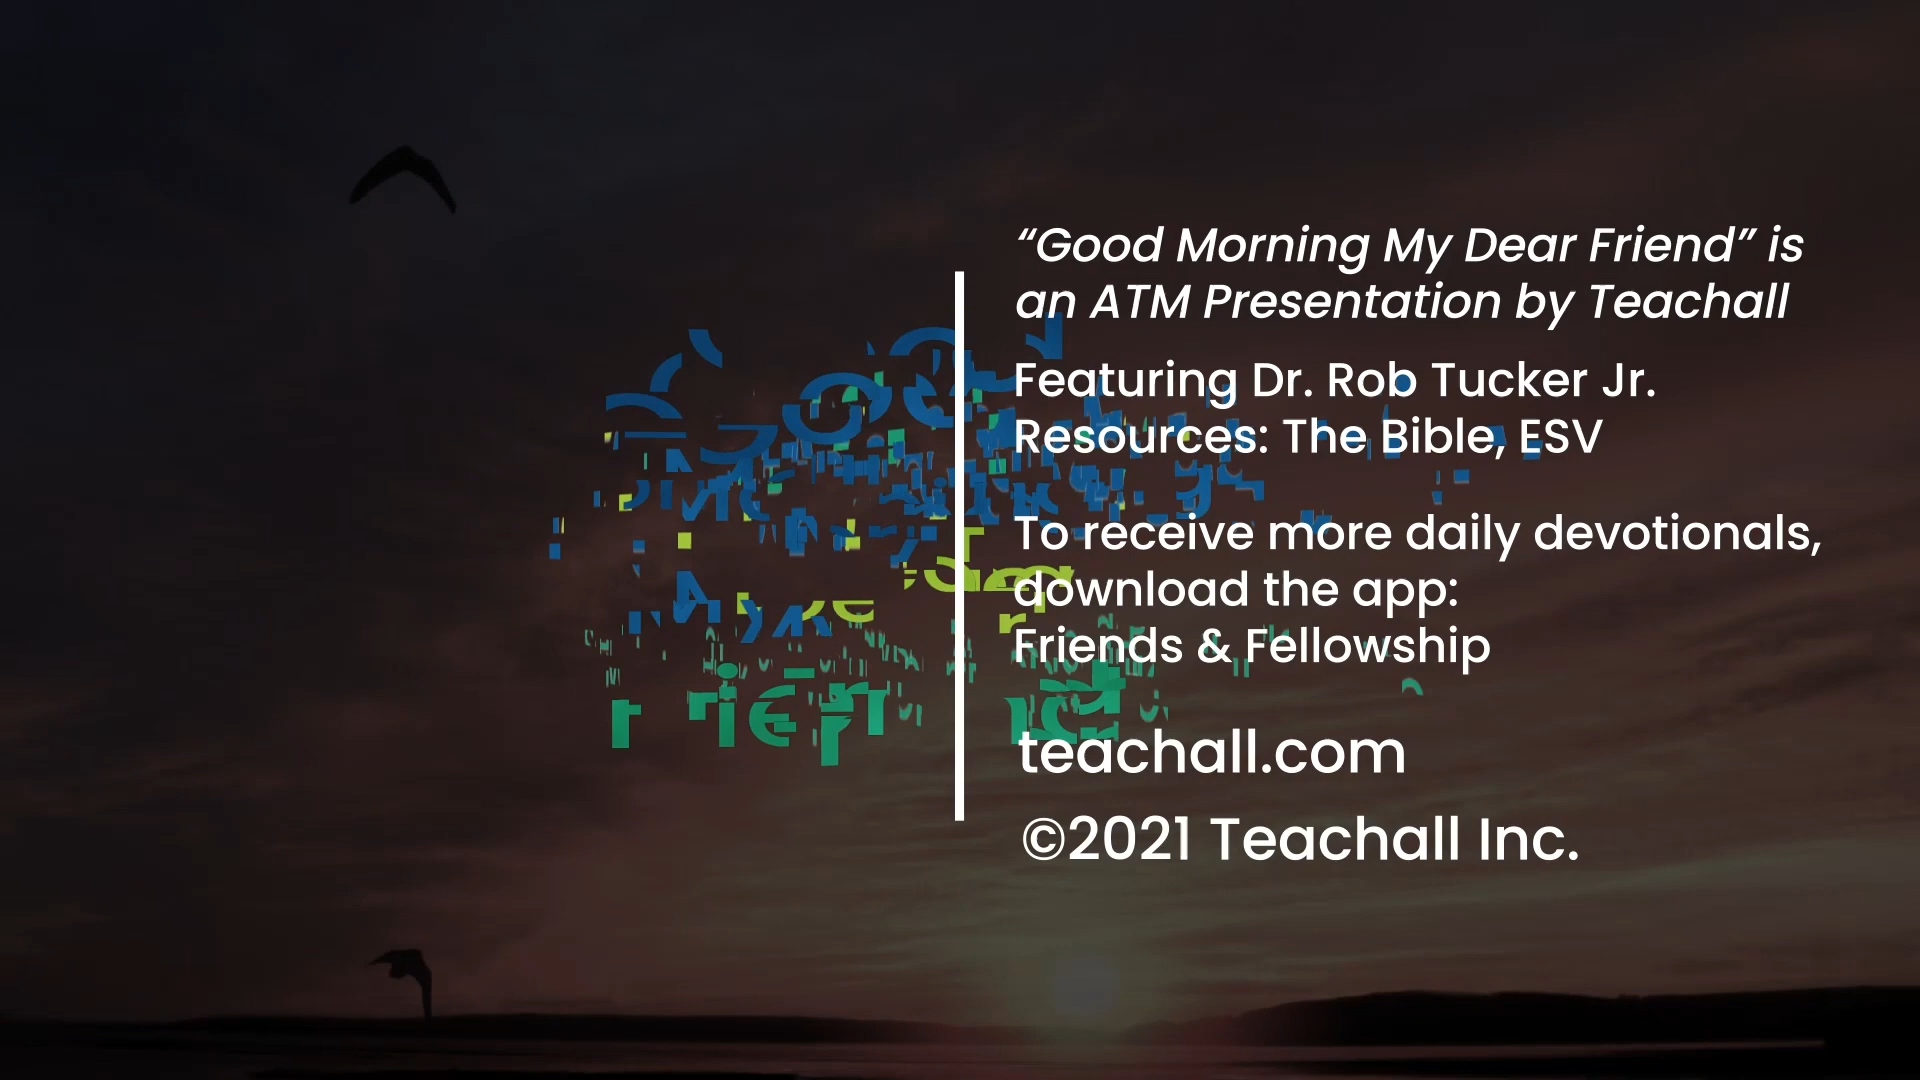 “Good Morning My Dear Friend” is
an ATM Presentation by Teachall
Featuring Dr. Rob Tucker Jr.
Resources: The Bible, ESV
To receive more daily devotionals,
download the app:
Friends & Fellowship
teachall.com
©2021 Teachall Inc.